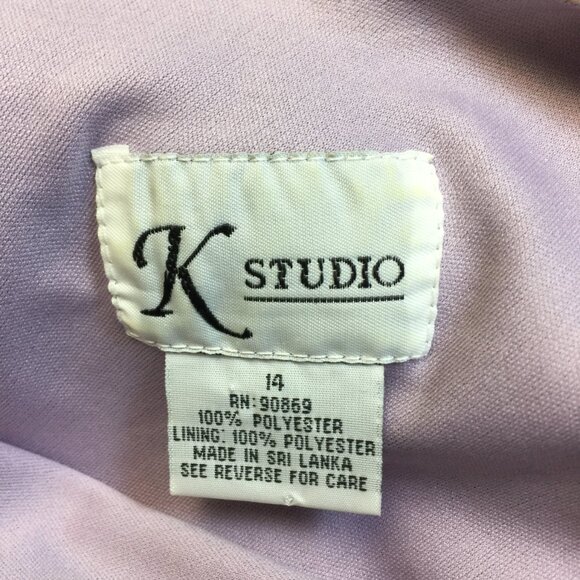 K STUDIO
14
RN: 90869
100% POLYESTER
LINING: 100% POLYESTER
MADE IN SRI LANKA
SEE REVERSE FOR CARE